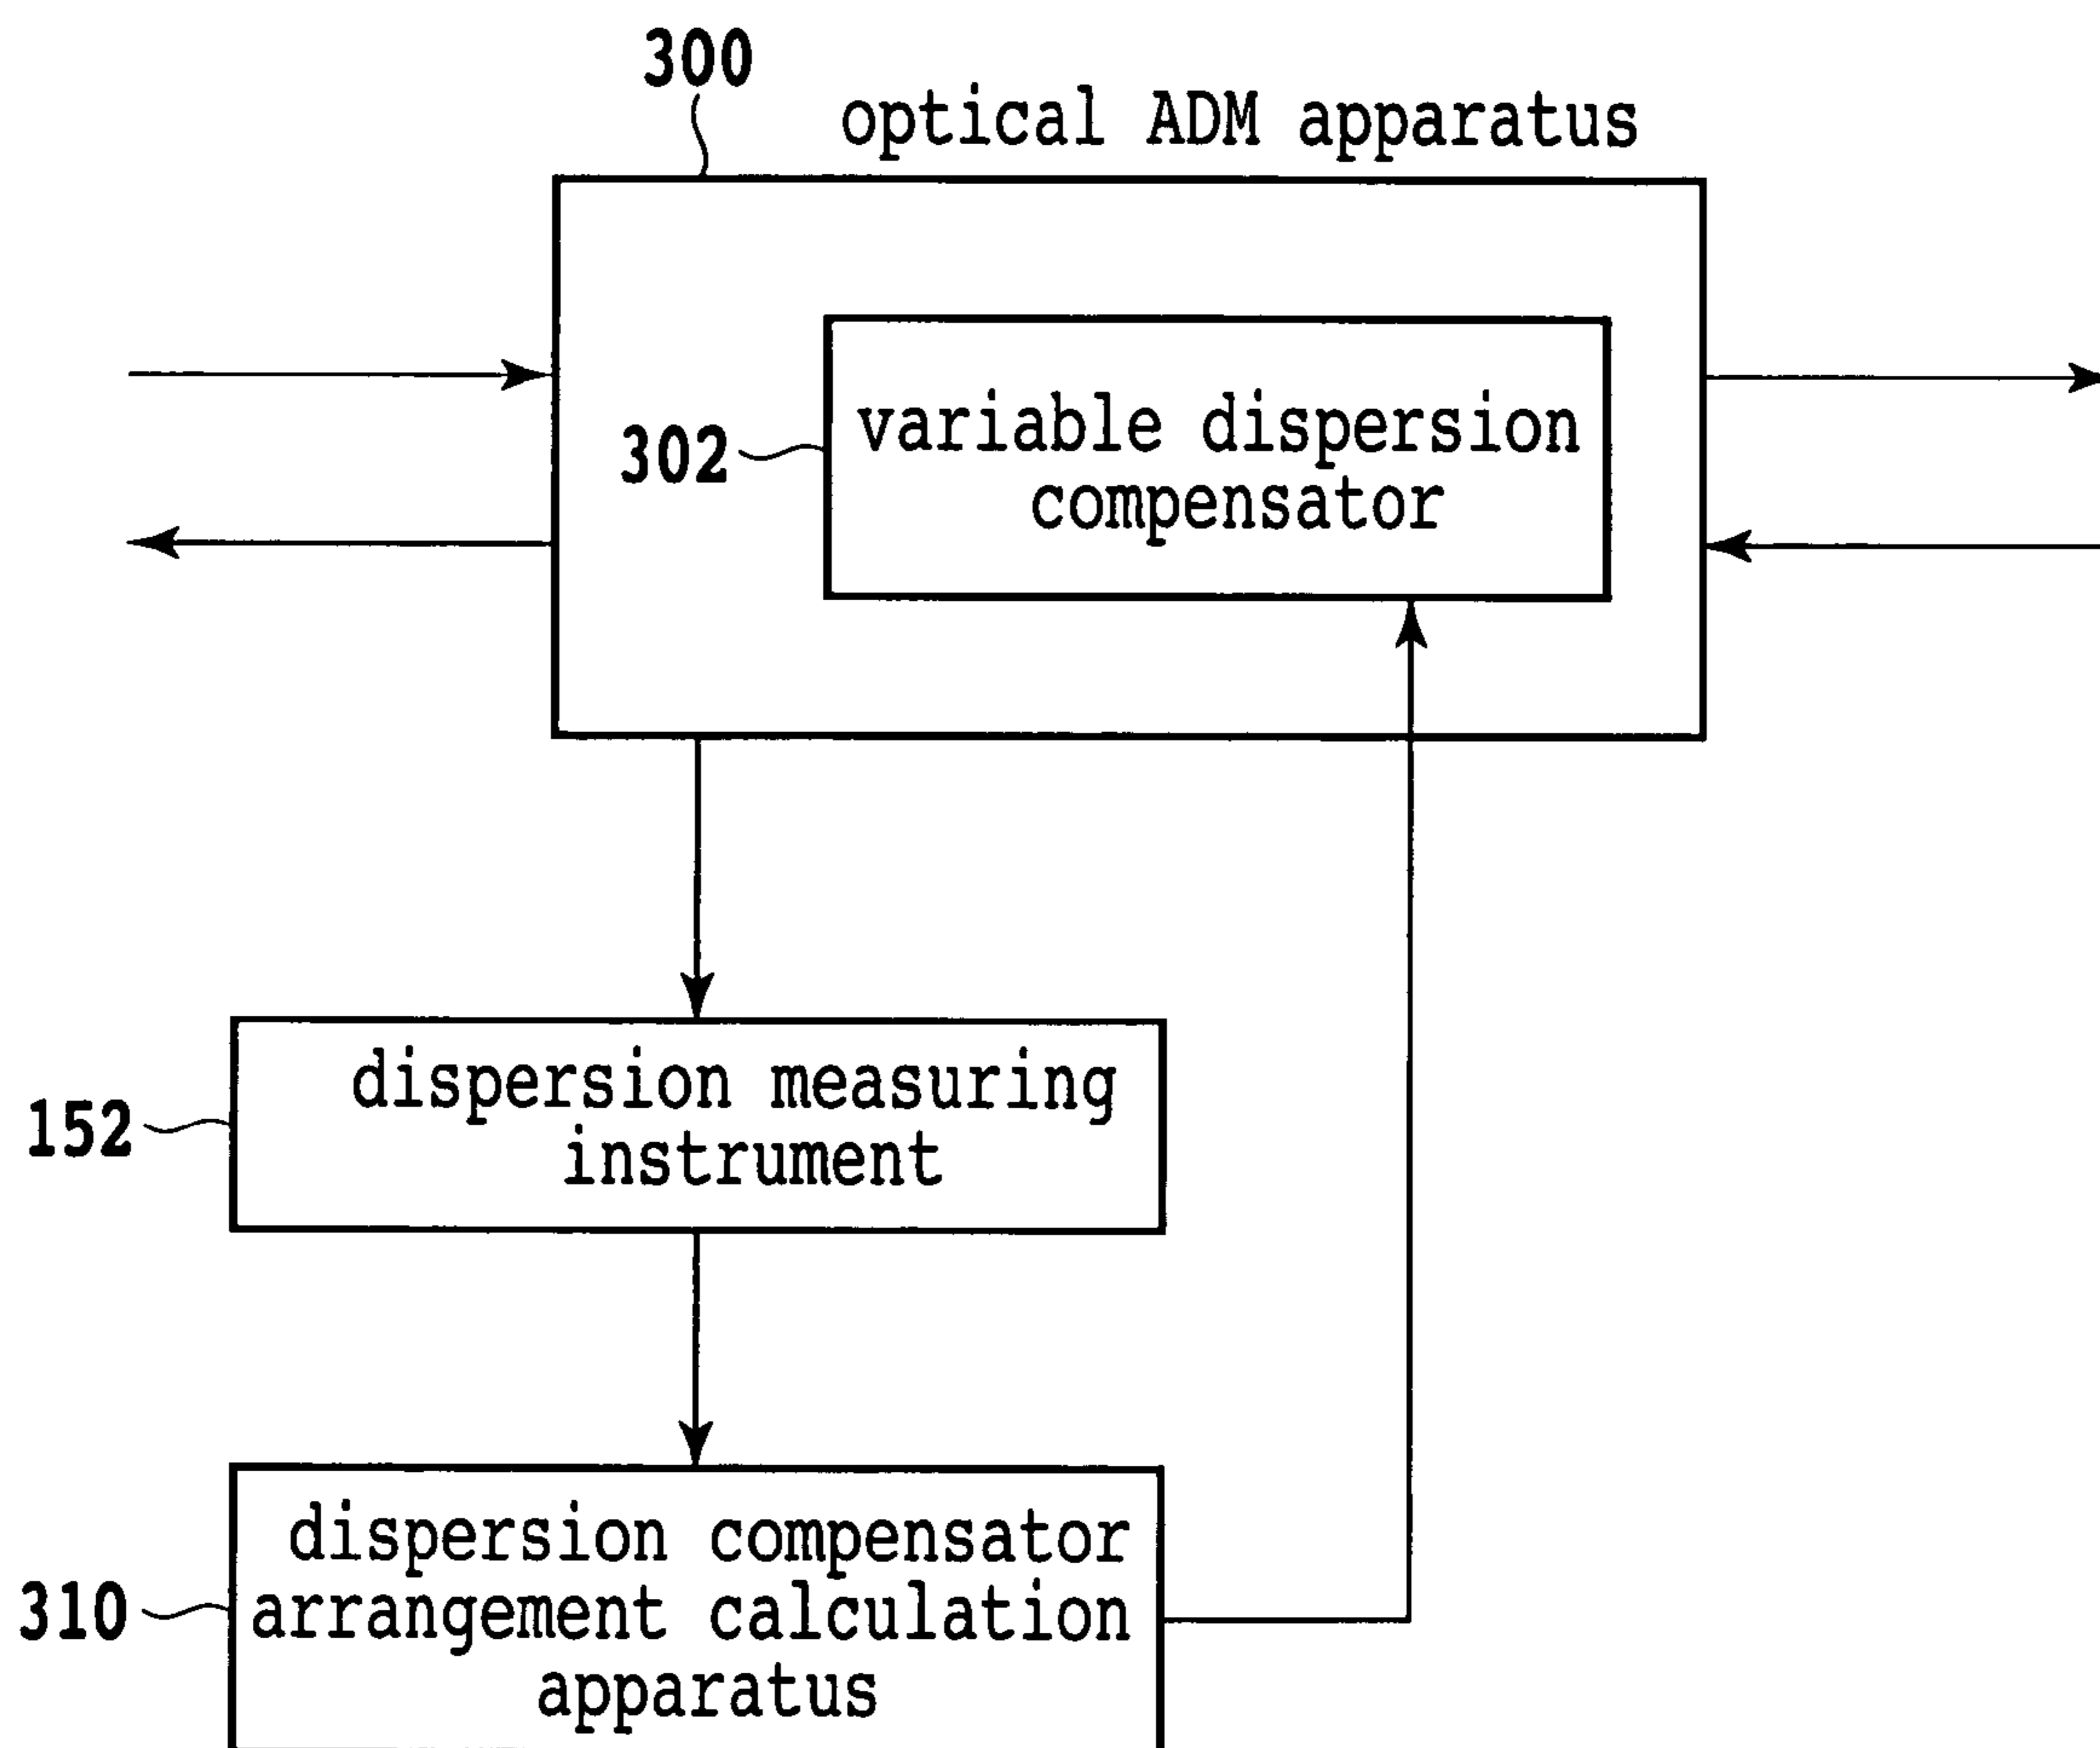 300
optical ADM apparatus
302
variable dispersion
compensator
152
dispersion measuring
instrument
310
dispersion compensator
arrangement calculation
apparatus